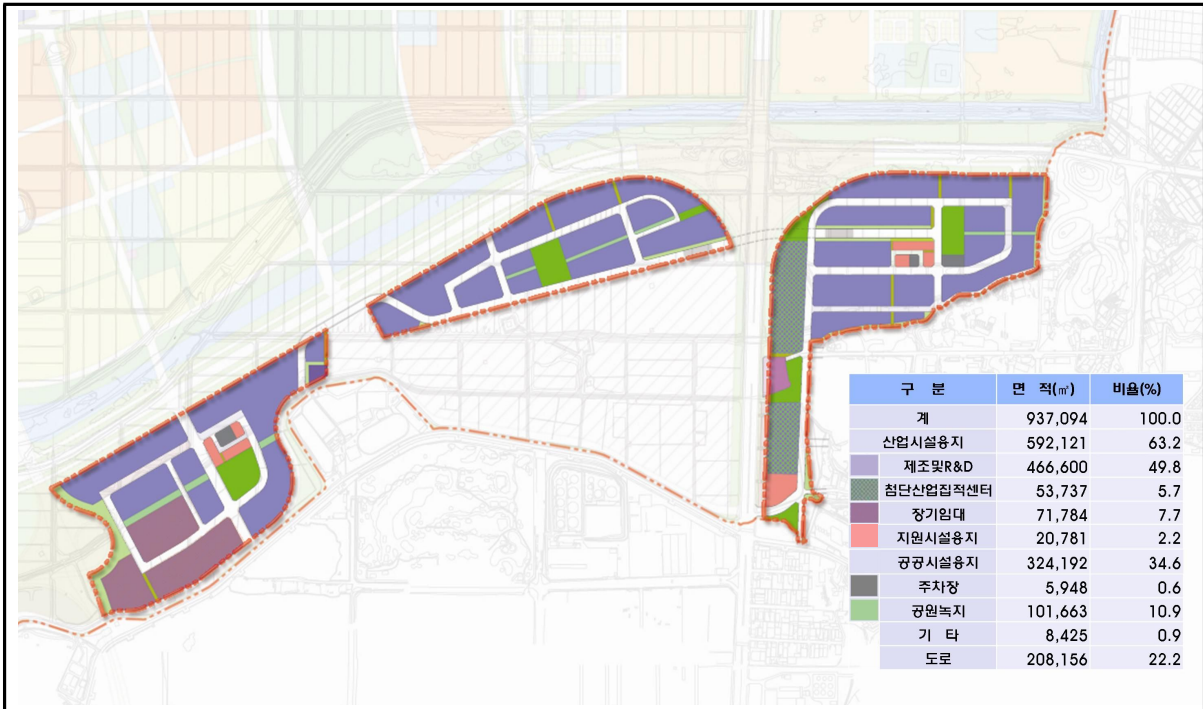 구 분 면 적(㎡) 비율(%)
계 937,094 100.0
산업시설용지 592,121 63.2
제조및R&D 466,600 49.8
첨단산업집적센터 53,737 5.7
장기임대 71,784 7.7
지원시설용지 20,781 2.2
공공시설용지 324,192 34.6
주차장 5,948 0.6
공원녹지 101,663 10.9
기 타 8,425 0.9
도로 208,156 22.2